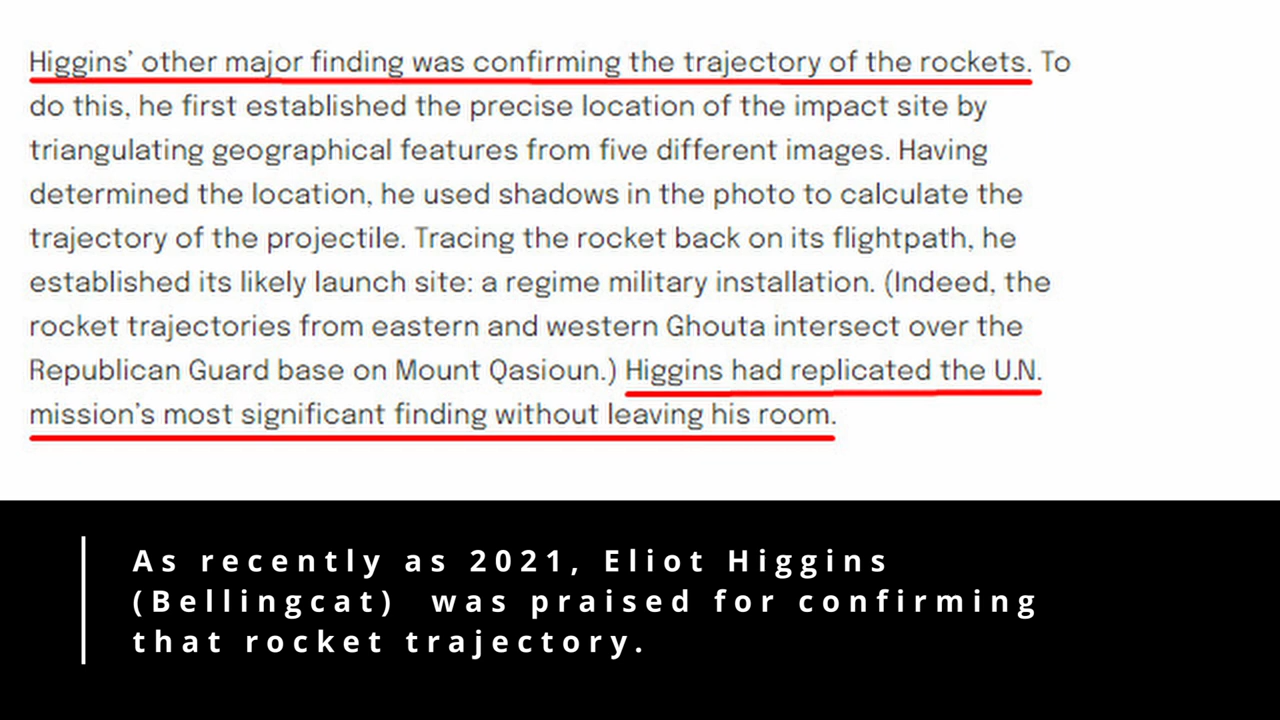 Higgins’ other major finding was confirming the trajectory of the rockets. To
do this, he first established the precise location of the impact site by
triangulating geographical features from five different images. Having
determined the location, he used shadows in the photo to calculate the
trajectory of the projectile. Tracing the rocket back on its flightpath, he
established its likely launch site: a regime military installation. (Indeed, the
rocket trajectories from eastern and western Ghouta intersect over the
Republican Guard base on Mount Qasioun.) Higgins had replicated the U.N.
mission’s most significant finding without leaving his room.
As recently as 2021, Eliot Higgins
(Bellingcat) was praised for confirming
that rocket trajectory.